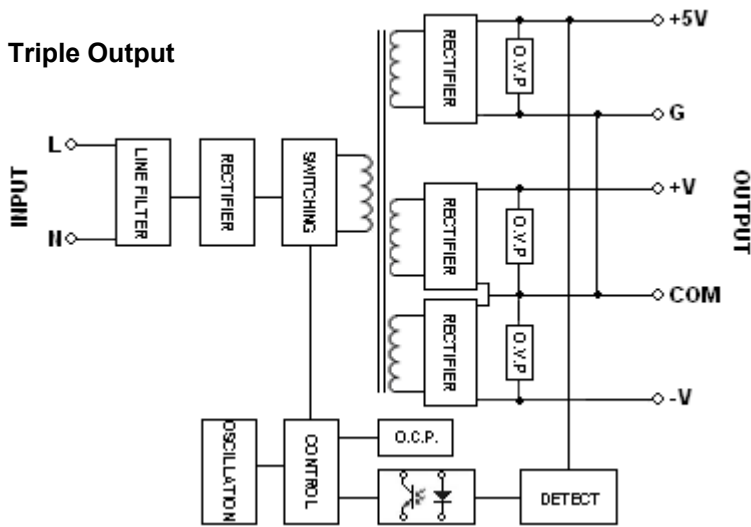 Triple Output
INPUT
L
N
LINE FILTER
RECTIFIER
SWITCHING
RECTIFIER
RECTIFIER
RECTIFIER
O.V.P
O.V.P
O.V.P
+5V
G
+V
COM
-V
OUTPUT
OSCILLATION
CONTROL
O.C.P.
DETECT